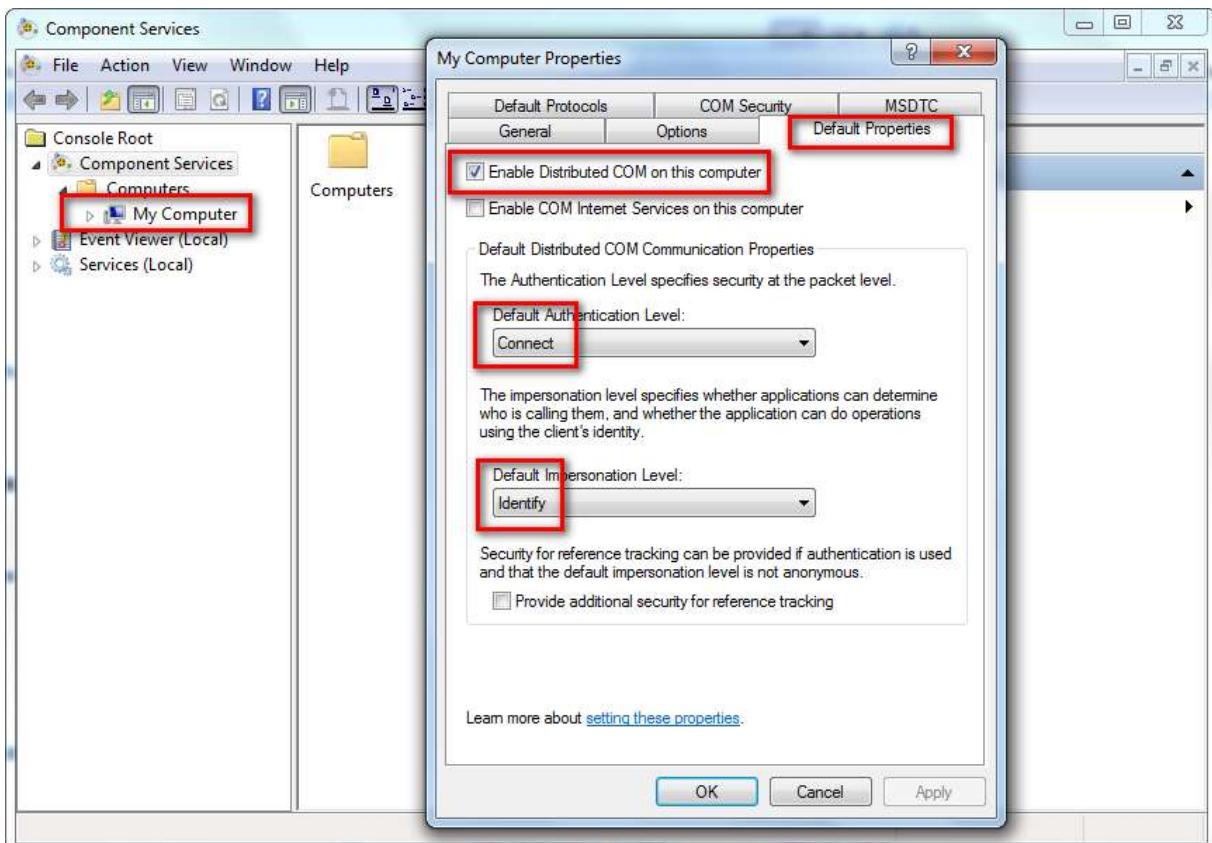 Component Services
File Action View Window Help
Console Root
Component Services
Computers
My Computer
Event Viewer (Local)
Services (Local)
Computers
My Computer Properties
Default Protocols COM Security MSDTC
General Options Default Properties
Enable Distributed COM on this computer
Enable COM Internet Services on this computer
Default Distributed COM Communication Properties
The Authentication Level specifies security at the packet level.
Default Authentication Level:
Connect
The impersonation level specifies whether applications can determine
who is calling them, and whether the application can do operations
using the client's identity.
Default Impersonation Level:
Identify
Security for reference tracking can be provided if authentication is used
and that the default impersonation level is not anonymous.
Provide additional security for reference tracking
Learn more about setting these properties.
OK Cancel Apply